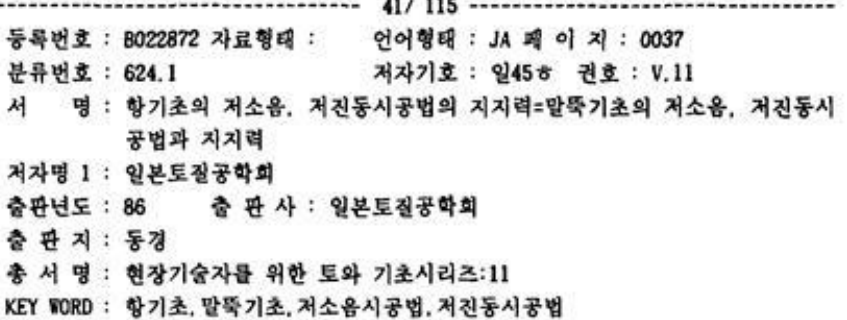 41/ 115
등록번호 : B022872 자료형태 : 언어형태 : JA 페 이 지 : 0037
분류번호 : 624.1 저자기호 : 일45ㅎ 권호 : V.11
서 명 : 항기초의 저소음, 저진동시공법의 지지력=말뚝기초의 저소음, 저진동시
공법과 지지력
저자명 1 : 일본토질공학회
출판년도 : 86 출 판 사 : 일본토질공학회
출 판 지 : 동경
총 서 명 : 현장기술자를 위한 토와 기초시리즈:11
KEY WORD : 항기초,말뚝기초,저소음시공법,저진동시공법